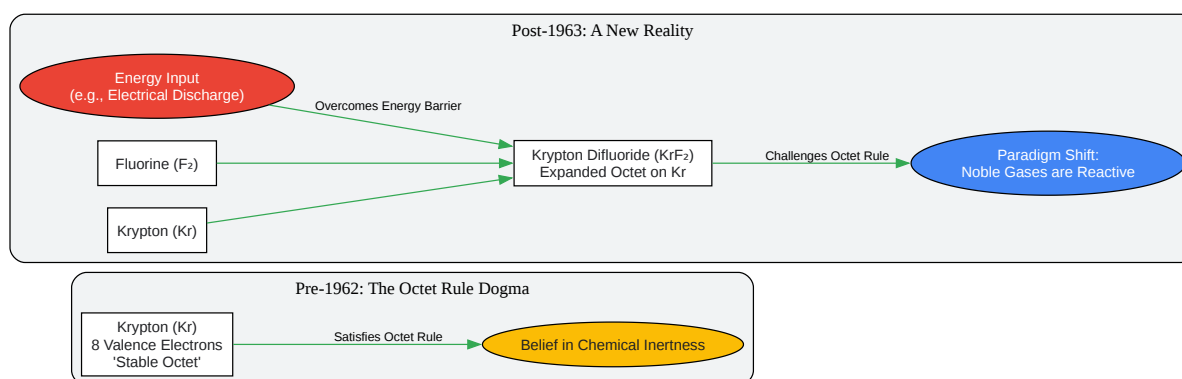 Post-1963: A New Reality
Energy Input
(e.g., Electrical Discharge)
Overcomes Energy Barrier
Fluorine (F₂)
Krypton (Kr)
Krypton Difluoride (KrF₂)
Expanded Octet on Kr
Challenges Octet Rule
Paradigm Shift:
Noble Gases are Reactive
Pre-1962: The Octet Rule Dogma
Krypton (Kr)
8 Valence Electrons
'Stable Octet'
Satisfies Octet Rule
Belief in Chemical Inertness